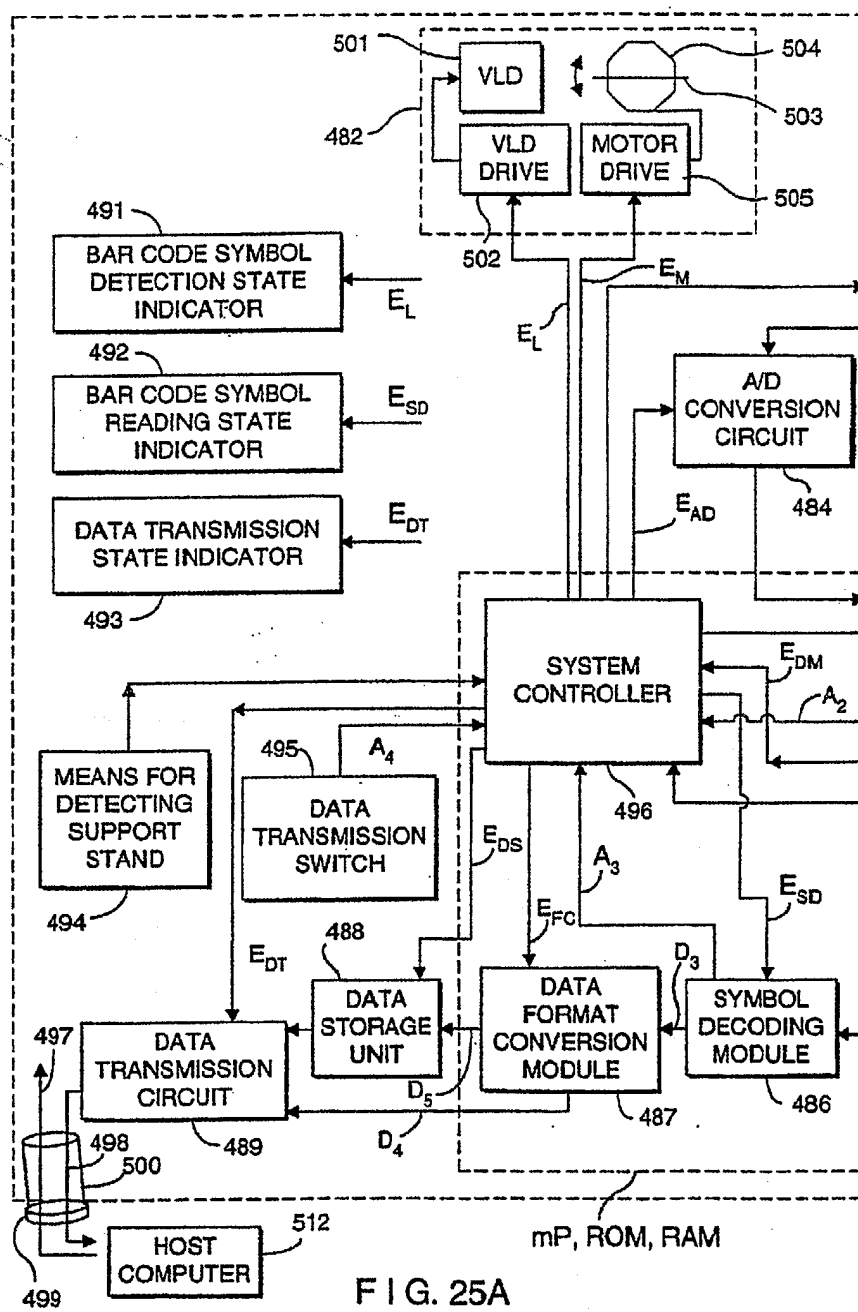 501
VLD
504
503
482
VLD
DRIVE
MOTOR
DRIVE
505
502
491
BAR CODE SYMBOL
DETECTION STATE
INDICATOR
E_L
E_M
E_L
492
BAR CODE SYMBOL
READING STATE
INDICATOR
E_SD
A/D
CONVERSION
CIRCUIT
484
E_AD
DATA TRANSMISSION
STATE INDICATOR
E_DT
493
SYSTEM
CONTROLLER
E_DM
A_2
496
MEANS FOR
DETECTING
SUPPORT
STAND
494
495
A_4
DATA
TRANSMISSION
SWITCH
E_DS
A_3
E_FC
E_SD
E_DT
488
DATA
STORAGE
UNIT
D_5
DATA
FORMAT
CONVERSION
MODULE
487
D_3
SYMBOL
DECODING
MODULE
486
497
DATA
TRANSMISSION
CIRCUIT
489
D_4
498
500
499
HOST
COMPUTER
512
mP, ROM, RAM
FIG. 25A